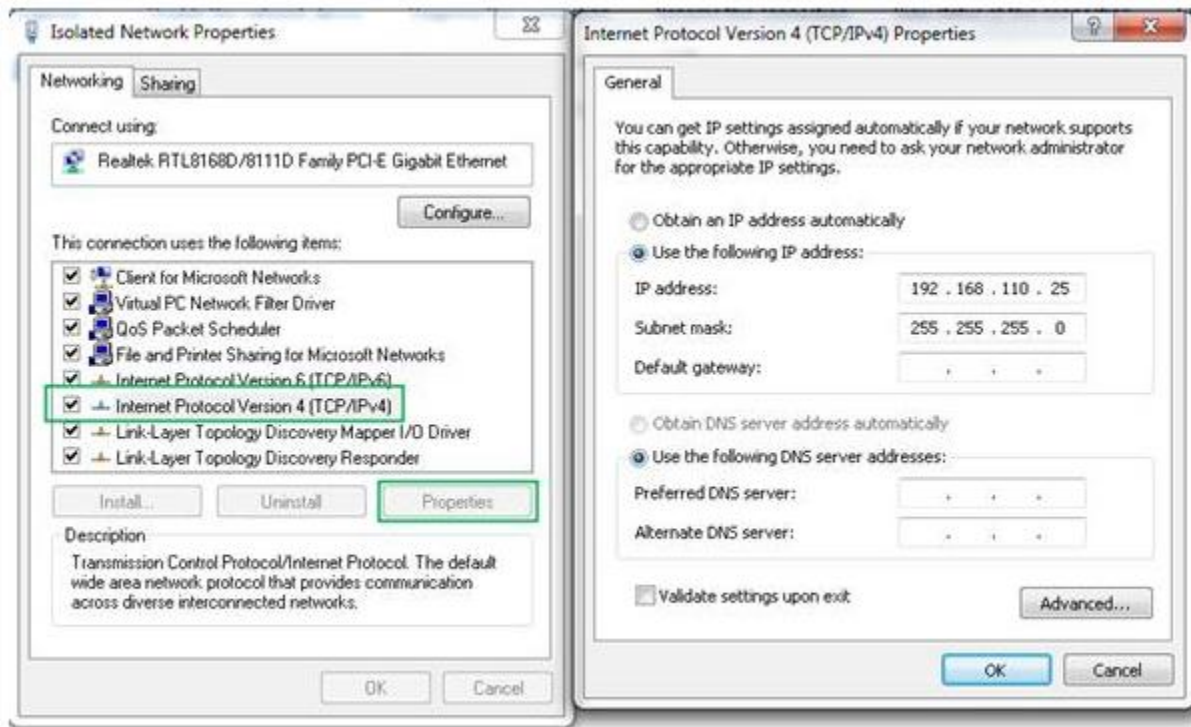 Isolated Network Properties
Networking
Sharing
Connect using:
Realtek RTL8168D/8111D Family PCI-E Gigabit Ethernet
Configure...
This connection uses the following items:
Client for Microsoft Networks
Virtual PC Network Filter Driver
QoS Packet Scheduler
File and Printer Sharing for Microsoft Networks
Internet Protocol Version 6 (TCP/IPv6)
Internet Protocol Version 4 (TCP/IPv4)
Link-Layer Topology Discovery Mapper I/O Driver
Link-Layer Topology Discovery Responder
Install...
Uninstall
Properties
Description
Transmission Control Protocol/Internet Protocol. The default
wide area network protocol that provides communication
across diverse interconnected networks.
OK
Cancel
Internet Protocol Version 4 (TCP/IPv4) Properties
General
You can get IP settings assigned automatically if your network supports
this capability. Otherwise, you need to ask your network administrator
for the appropriate IP settings.
Obtain an IP address automatically
Use the following IP address:
IP address: 192 . 168 . 110 . 25
Subnet mask: 255 . 255 . 255 . 0
Default gateway: . . .
Obtain DNS server address automatically
Use the following DNS server addresses:
Preferred DNS server: . . .
Alternate DNS server: . . .
Validate settings upon exit
Advanced...
OK
Cancel